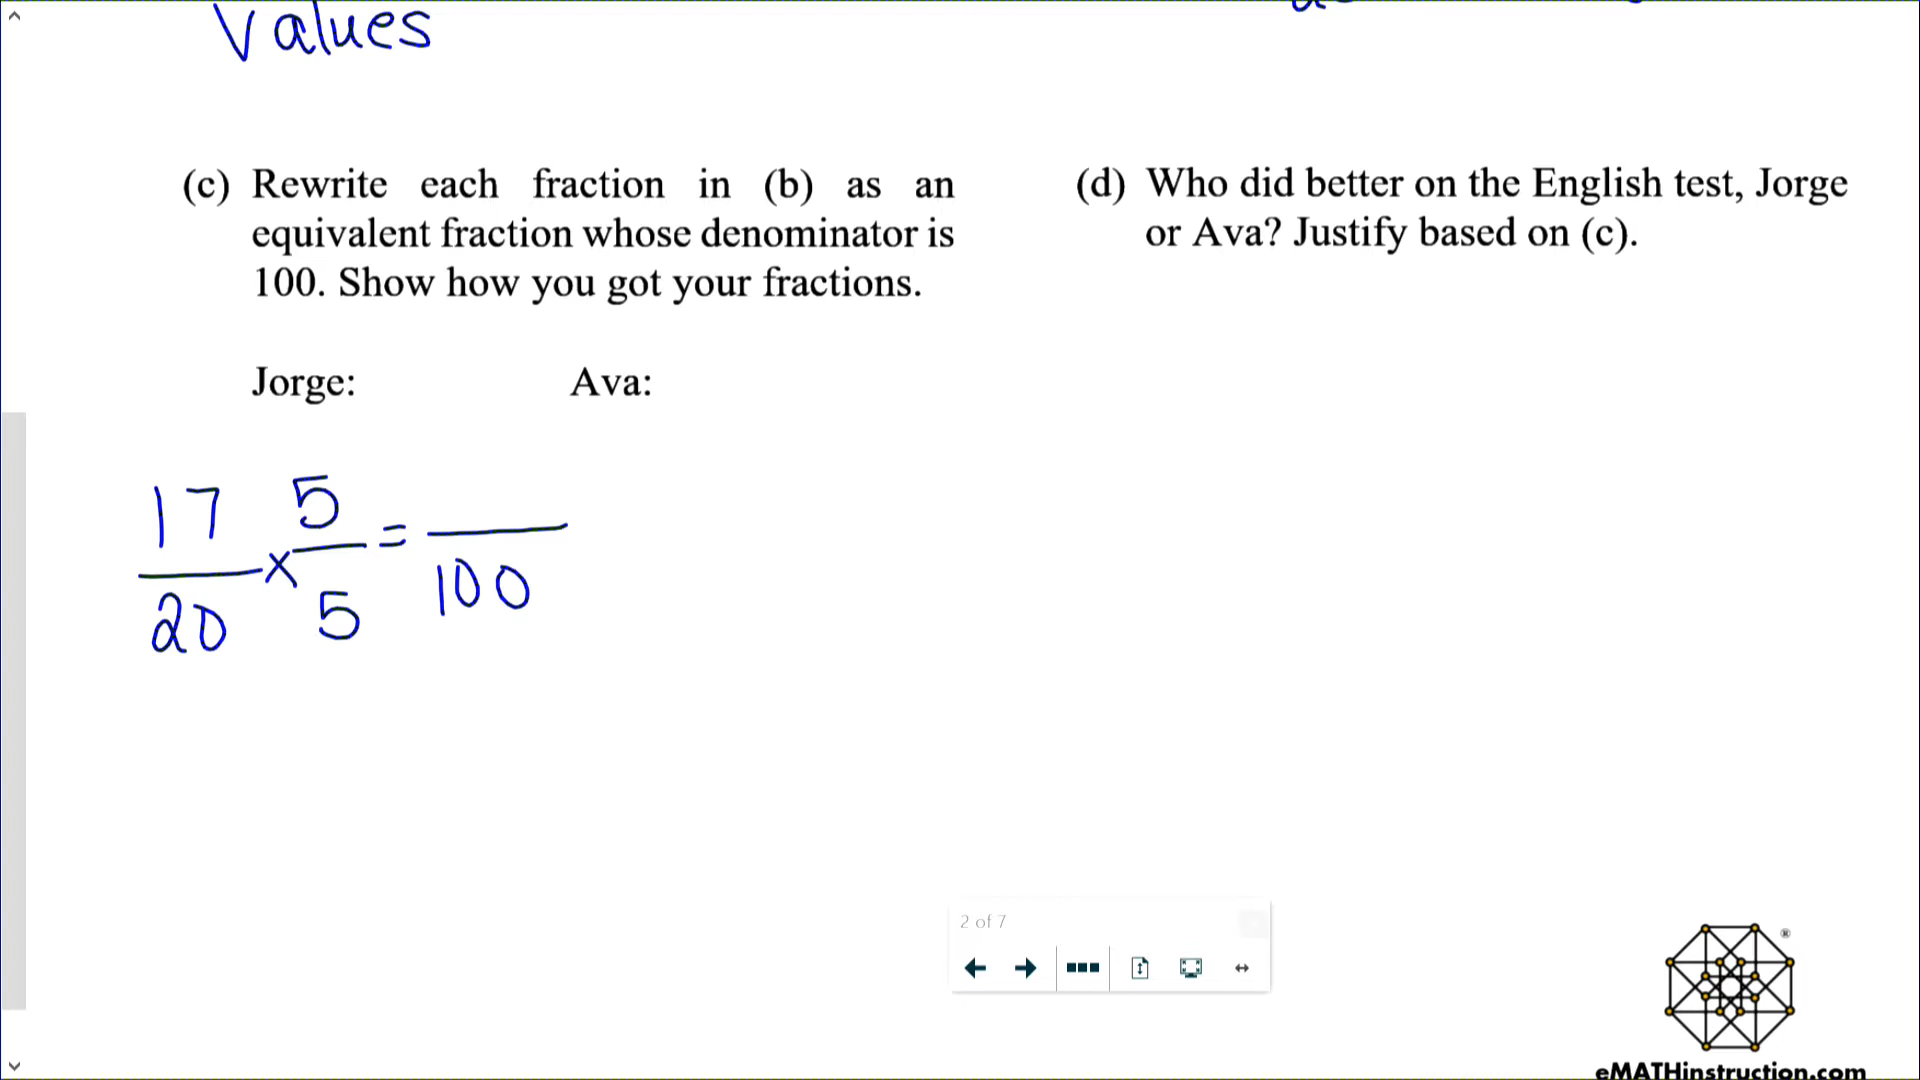 Values
(c) Rewrite each fraction in (b) as an
equivalent fraction whose denominator is
100. Show how you got your fractions.
Jorge: Ava:
17/20 × 5/5 = /100
(d) Who did better on the English test, Jorge
or Ava? Justify based on (c).
2 of 7
®
eMATHinstruction.com